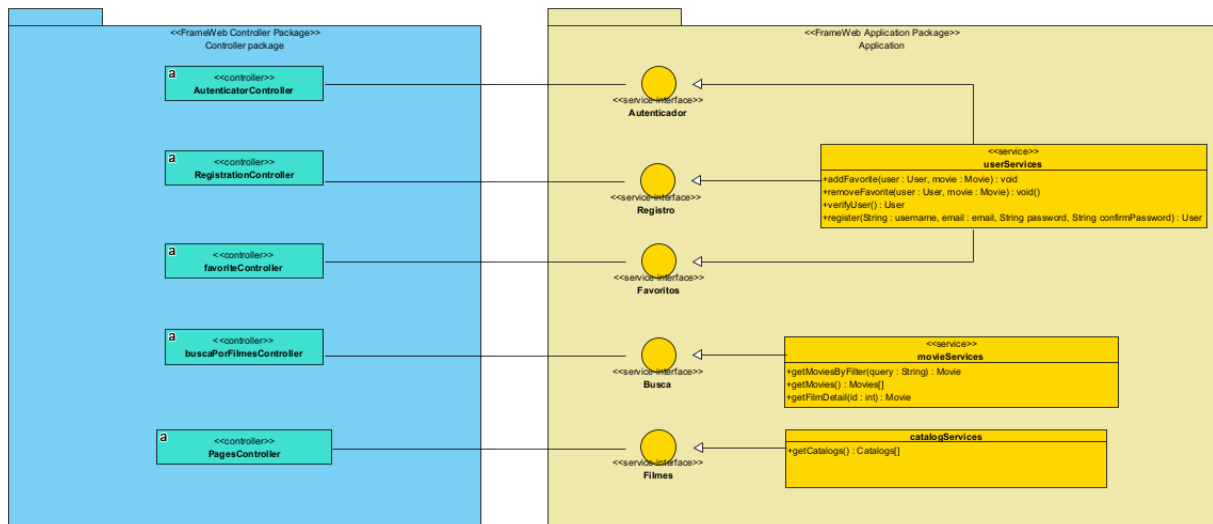 <<FrameWeb Controller Package>>
Controller package
a
<<controller>>
AutenticatorController
a
<<controller>>
RegistrationController
a
<<controller>>
favoriteController
a
<<controller>>
buscaPorFilmesController
a
<<controller>>
PagesController
<<FrameWeb Application Package>>
Application
<<service-interface>>
Autenticador
<<service-interface>>
Registro
<<service-interface>>
Favoritos
<<service-interface>>
Busca
<<service-interface>>
Filmes
<<service>>
userServices
+addFavorite(user : User, movie : Movie) : void
+removeFavorite(user : User, movie : Movie) : void()
+verifyUser() : User
+register(String : username, email : email, String password, String confirmPassword) : User
<<service>>
movieServices
+getMoviesByFilter(query : String) : Movie
+getMovies() : Movies[]
+getFilmDetail(id : int) : Movie
catalogServices
+getCatalogs() : Catalogs[]